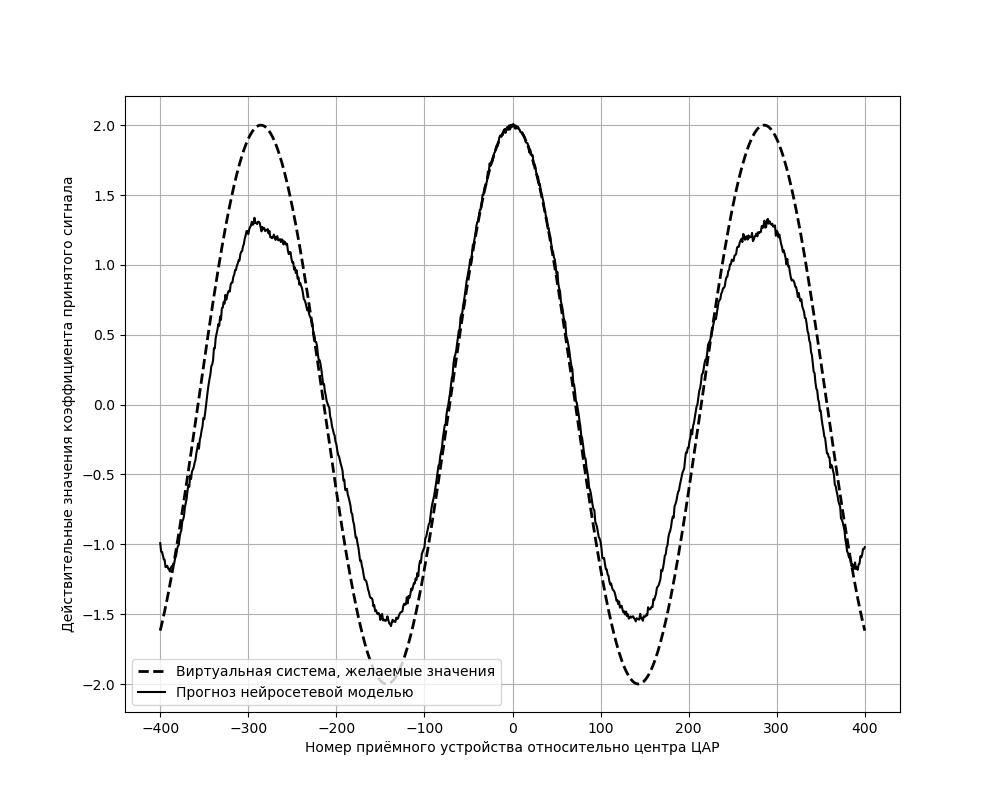 Действительные значения коэффициента принятого сигнала
2.0
1.5
1.0
0.5
0.0
−0.5
−1.0
−1.5
−2.0
Виртуальная система, желаемые значения
Прогноз нейросетевой моделью
−400 −300 −200 −100 0 100 200 300 400
Номер приёмного устройства относительно центра ЦАР